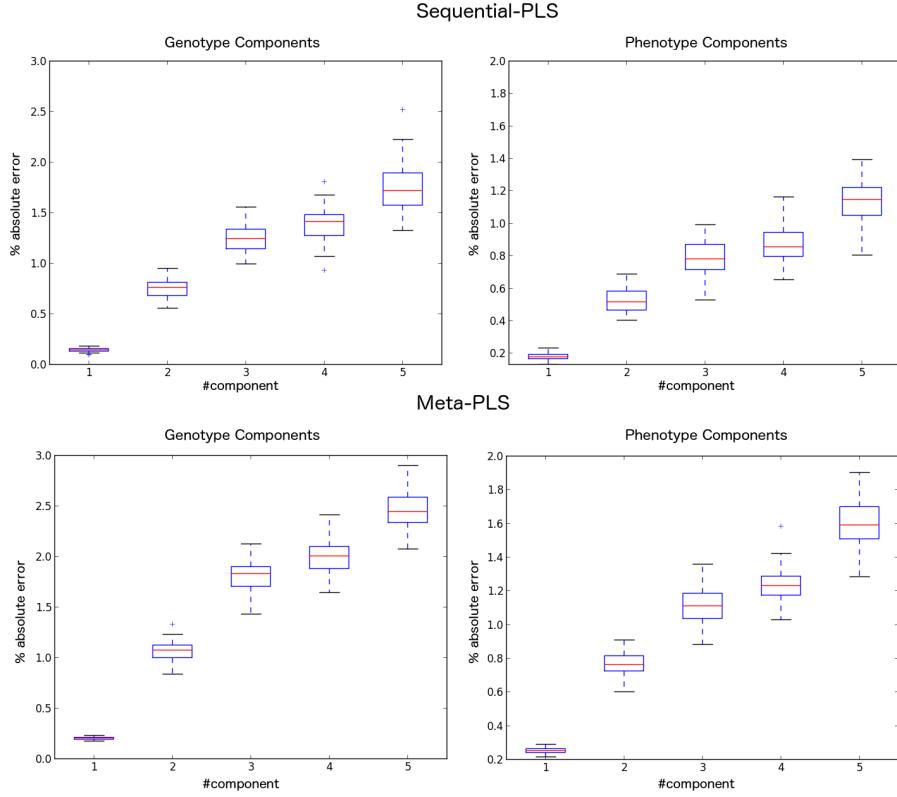 Sequential-PLS
Genotype Components
3.0
2.5
2.0
1.5
1.0
0.5
0.0
% absolute error
1 2 3 4 5
#component
Phenotype Components
2.0
1.8
1.6
1.4
1.2
1.0
0.8
0.6
0.4
0.2
% absolute error
1 2 3 4 5
#component
Meta-PLS
Genotype Components
3.0
2.5
2.0
1.5
1.0
0.5
0.0
% absolute error
1 2 3 4 5
#component
Phenotype Components
2.0
1.8
1.6
1.4
1.2
1.0
0.8
0.6
0.4
0.2
% absolute error
1 2 3 4 5
#component